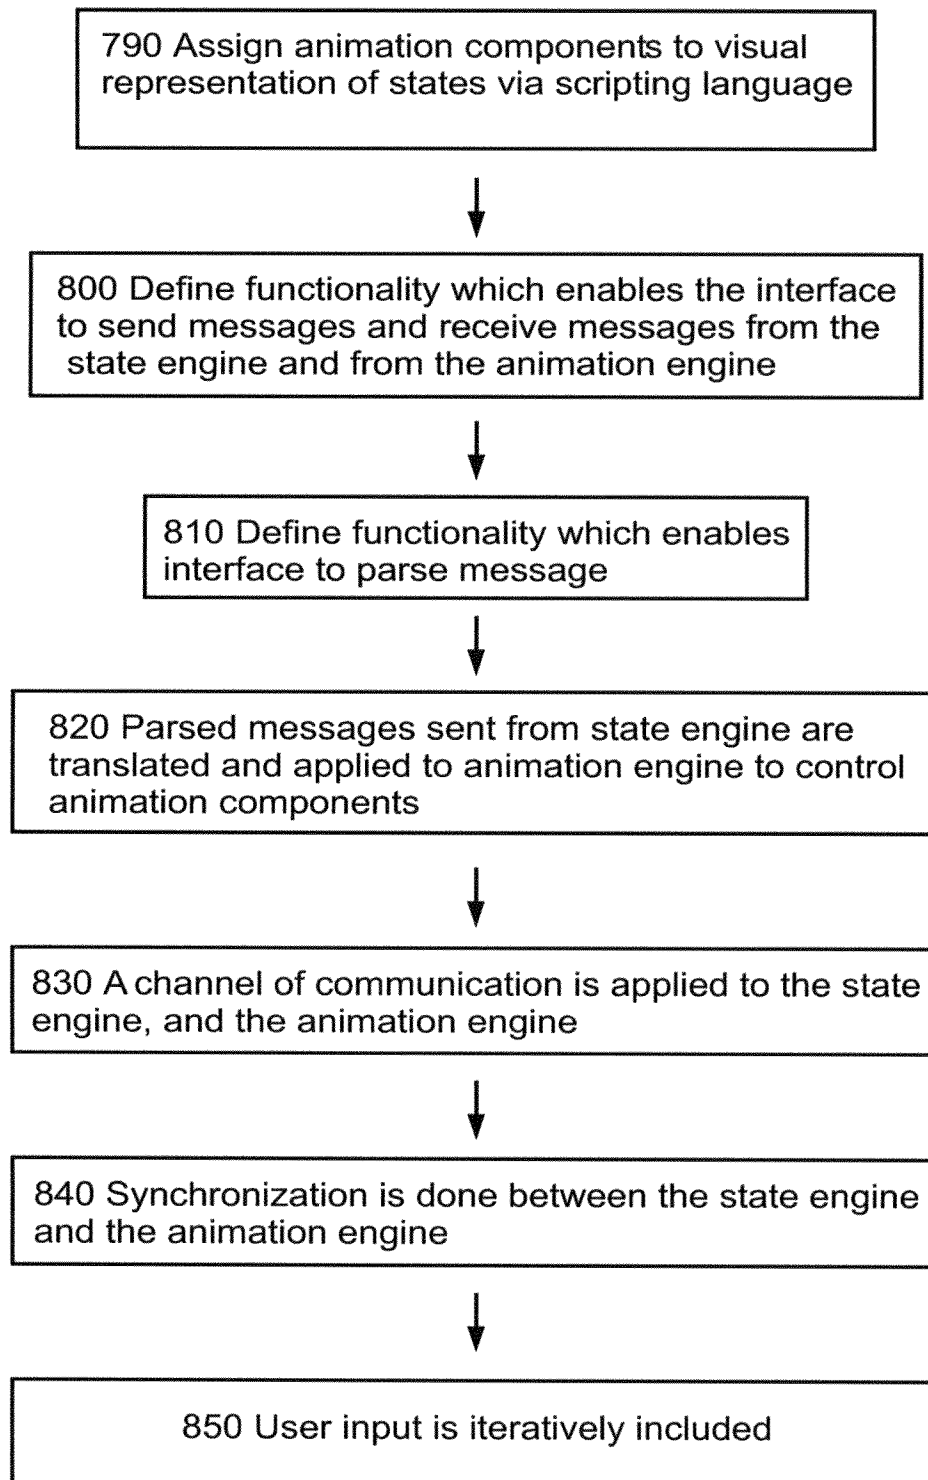 790 Assign animation components to visual
representation of states via scripting language
800 Define functionality which enables the interface
to send messages and receive messages from the
state engine and from the animation engine
810 Define functionality which enables
interface to parse message
820 Parsed messages sent from state engine are
translated and applied to animation engine to control
animation components
830 A channel of communication is applied to the state
engine, and the animation engine
840 Synchronization is done between the state engine
and the animation engine
850 User input is iteratively included